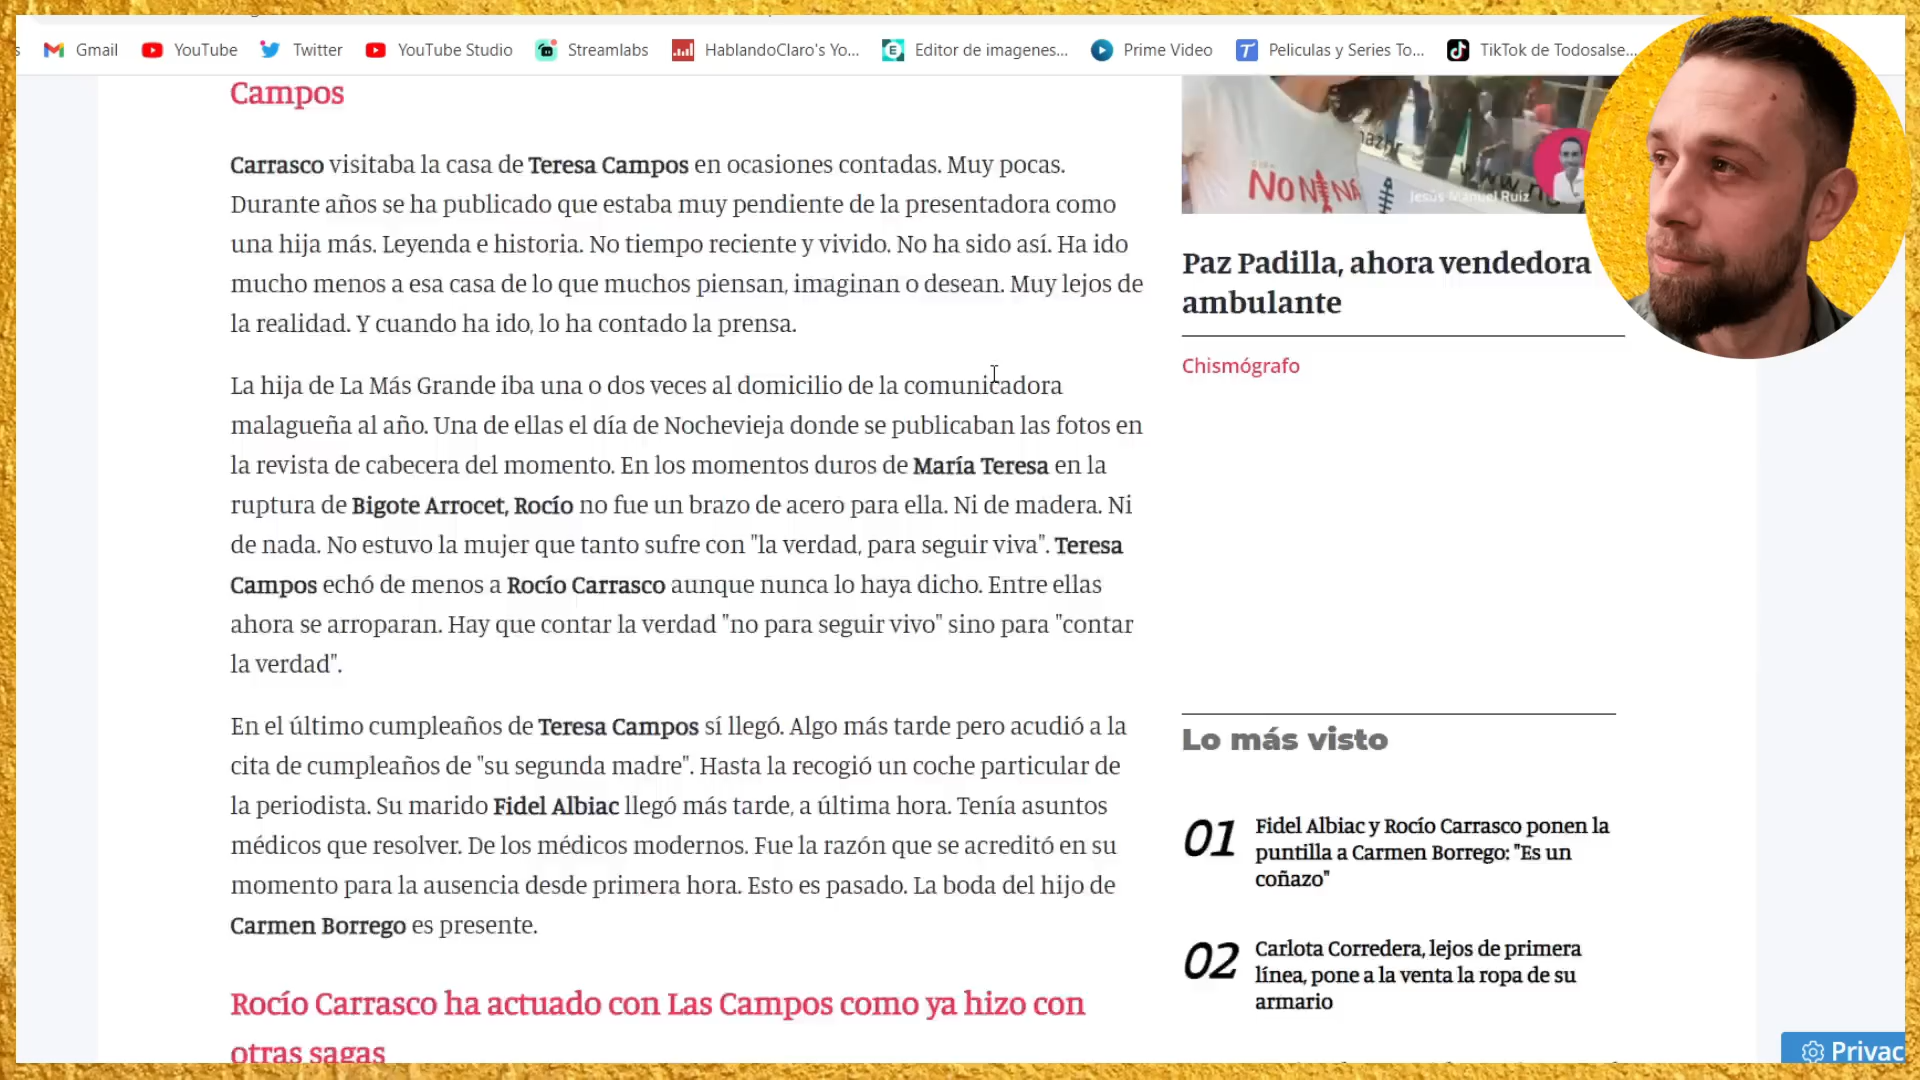 Gmail
YouTube
Twitter
YouTube Studio
Streamlabs
HablandoClaro's Yo...
Editor de imagenes...
Prime Video
Peliculas y Series To...
TikTok de Todosalse...
Campos
Carrasco visitaba la casa de Teresa Campos en ocasiones contadas. Muy pocas.
Durante años se ha publicado que estaba muy pendiente de la presentadora como
una hija más. Leyenda e historia. No tiempo reciente y vivido. No ha sido así. Ha ido
mucho menos a esa casa de lo que muchos piensan, imaginan o desean. Muy lejos de
la realidad. Y cuando ha ido, lo ha contado la prensa.
La hija de La Más Grande iba una o dos veces al domicilio de la comunicadora
malagueña al año. Una de ellas el día de Nochevieja donde se publicaban las fotos en
la revista de cabecera del momento. En los momentos duros de María Teresa en la
ruptura de Bigote Arrocet, Rocío no fue un brazo de acero para ella. Ni de madera. Ni
de nada. No estuvo la mujer que tanto sufre con "la verdad, para seguir viva". Teresa
Campos echó de menos a Rocío Carrasco aunque nunca lo haya dicho. Entre ellas
ahora se arroparan. Hay que contar la verdad "no para seguir vivo" sino para "contar
la verdad".
En el último cumpleaños de Teresa Campos sí llegó. Algo más tarde pero acudió a la
cita de cumpleaños de "su segunda madre". Hasta la recogió un coche particular de
la periodista. Su marido Fidel Albiac llegó más tarde, a última hora. Tenía asuntos
médicos que resolver. De los médicos modernos. Fue la razón que se acreditó en su
momento para la ausencia desde primera hora. Esto es pasado. La boda del hijo de
Carmen Borrego es presente.
Rocío Carrasco ha actuado con Las Campos como ya hizo con
otras sagas
NONINÁ
Jesús Manuel Ruiz
Paz Padilla, ahora vendedora
ambulante
Chismógrafo
Lo más visto
01
Fidel Albiac y Rocío Carrasco ponen la
puntilla a Carmen Borrego: "Es un
coñazo"
02
Carlota Corredera, lejos de primera
línea, pone a la venta la ropa de su
armario
Privac